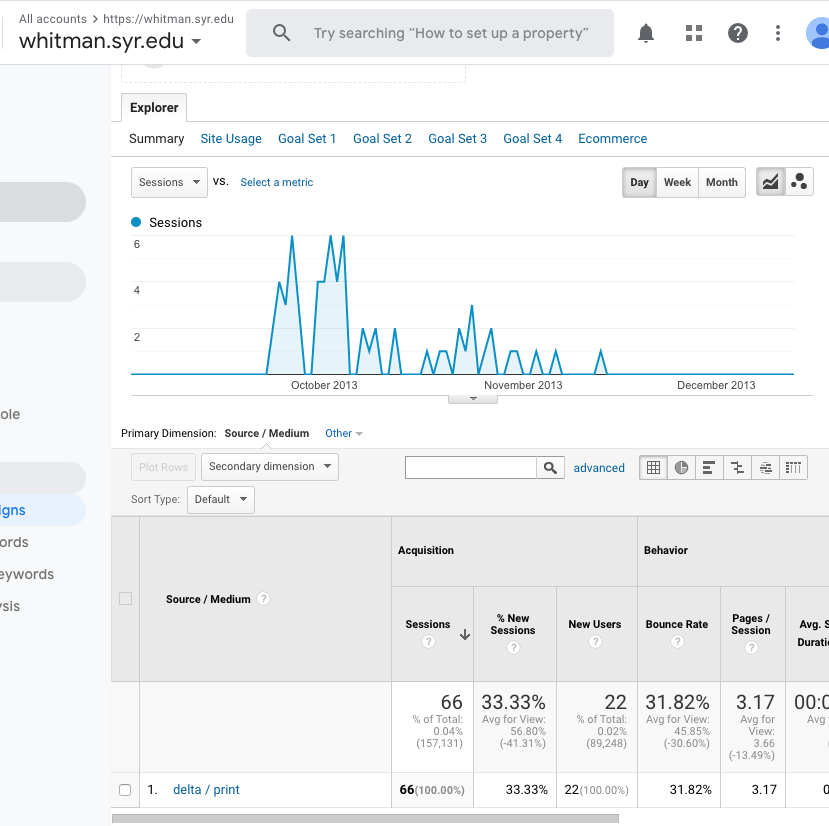 All accounts > https://whitman.syr.edu
whitman.syr.edu
Try searching “How to set up a property”
Explorer
Summary Site Usage Goal Set 1 Goal Set 2 Goal Set 3 Goal Set 4 Ecommerce
Sessions vs. Select a metric Day Week Month
Sessions
6
4
2
October 2013 November 2013 December 2013
ole
igns
ords
eywords
sis
Primary Dimension: Source / Medium Other
Plot Rows Secondary dimension advanced
Sort Type: Default
Acquisition Behavior
Source / Medium ?
Sessions ? % New Sessions ? New Users ? Bounce Rate ? Pages / Session ? Avg. S
Durati
66 33.33% 22 31.82% 3.17 00:0
% of Total: 0.04% (157,131)
Avg for View: 56.80% (-41.31%)
% of Total: 0.02% (89,248)
Avg for View: 45.85% (-30.60%)
Avg for View: 3.66 (-13.49%)
Avg
1. delta / print 66(100.00%) 33.33% 22(100.00%) 31.82% 3.17 0